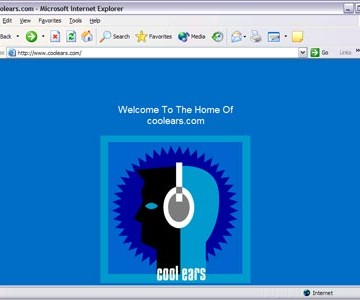 oolears.com - Microsoft Internet Explorer
Edit View Favorites Tools Help
Back Search Favorites Media
http://www.coolears.com/ Go Links
Welcome To The Home Of
coolears.com
cool ears
Internet